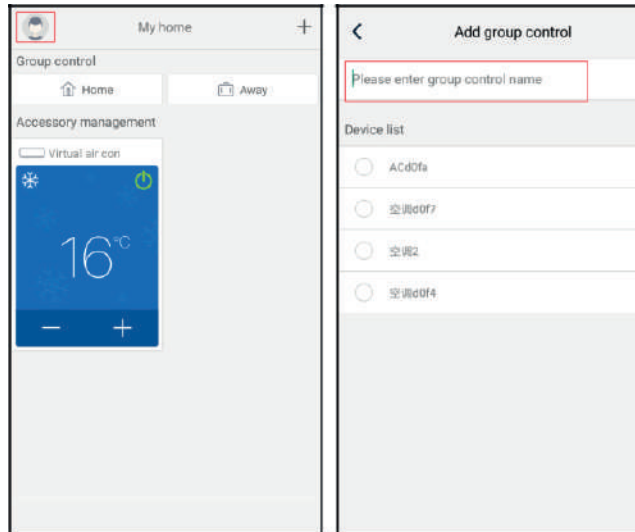 My home
+
Group control
Home
Away
Accessory management
Virtual air con
16°C
− +
Add group control
Please enter group control name
Device list
ACd0fa
空调d0f7
空调2
空调d0f4